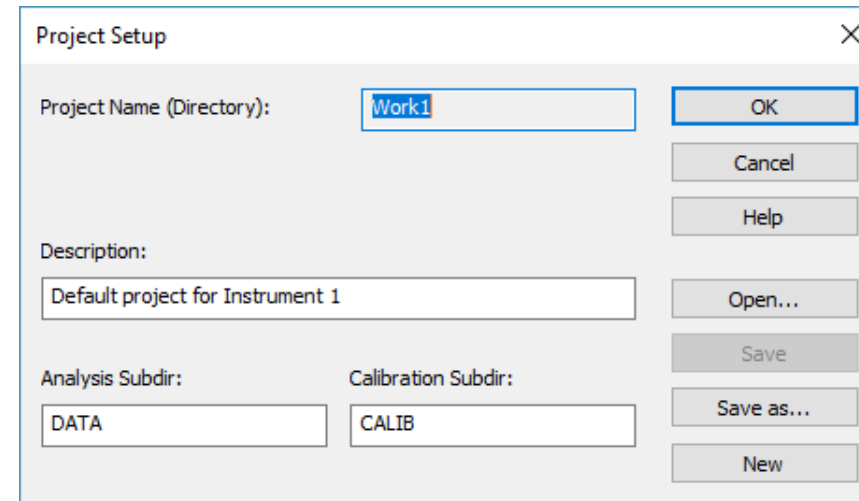 Project Setup
Project Name (Directory):
Work1
OK
Cancel
Help
Description:
Default project for Instrument 1
Open...
Save
Analysis Subdir:
Calibration Subdir:
DATA
CALIB
Save as...
New